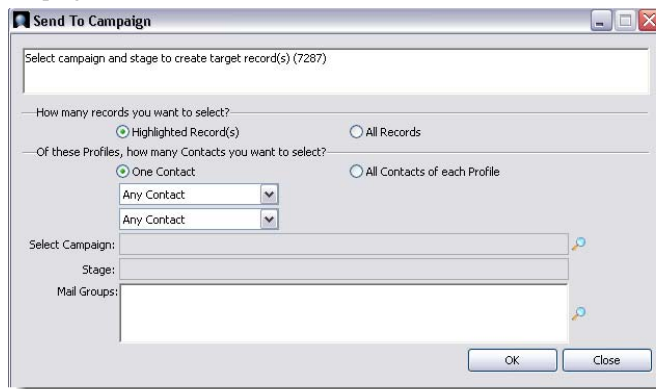 Send To Campaign
Select campaign and stage to create target record(s) (7287)
How many records you want to select?
Highlighted Record(s) All Records
Of these Profiles, how many Contacts you want to select?
One Contact All Contacts of each Profile
Any Contact
Any Contact
Select Campaign:
Stage:
Mail Groups:
OK Close